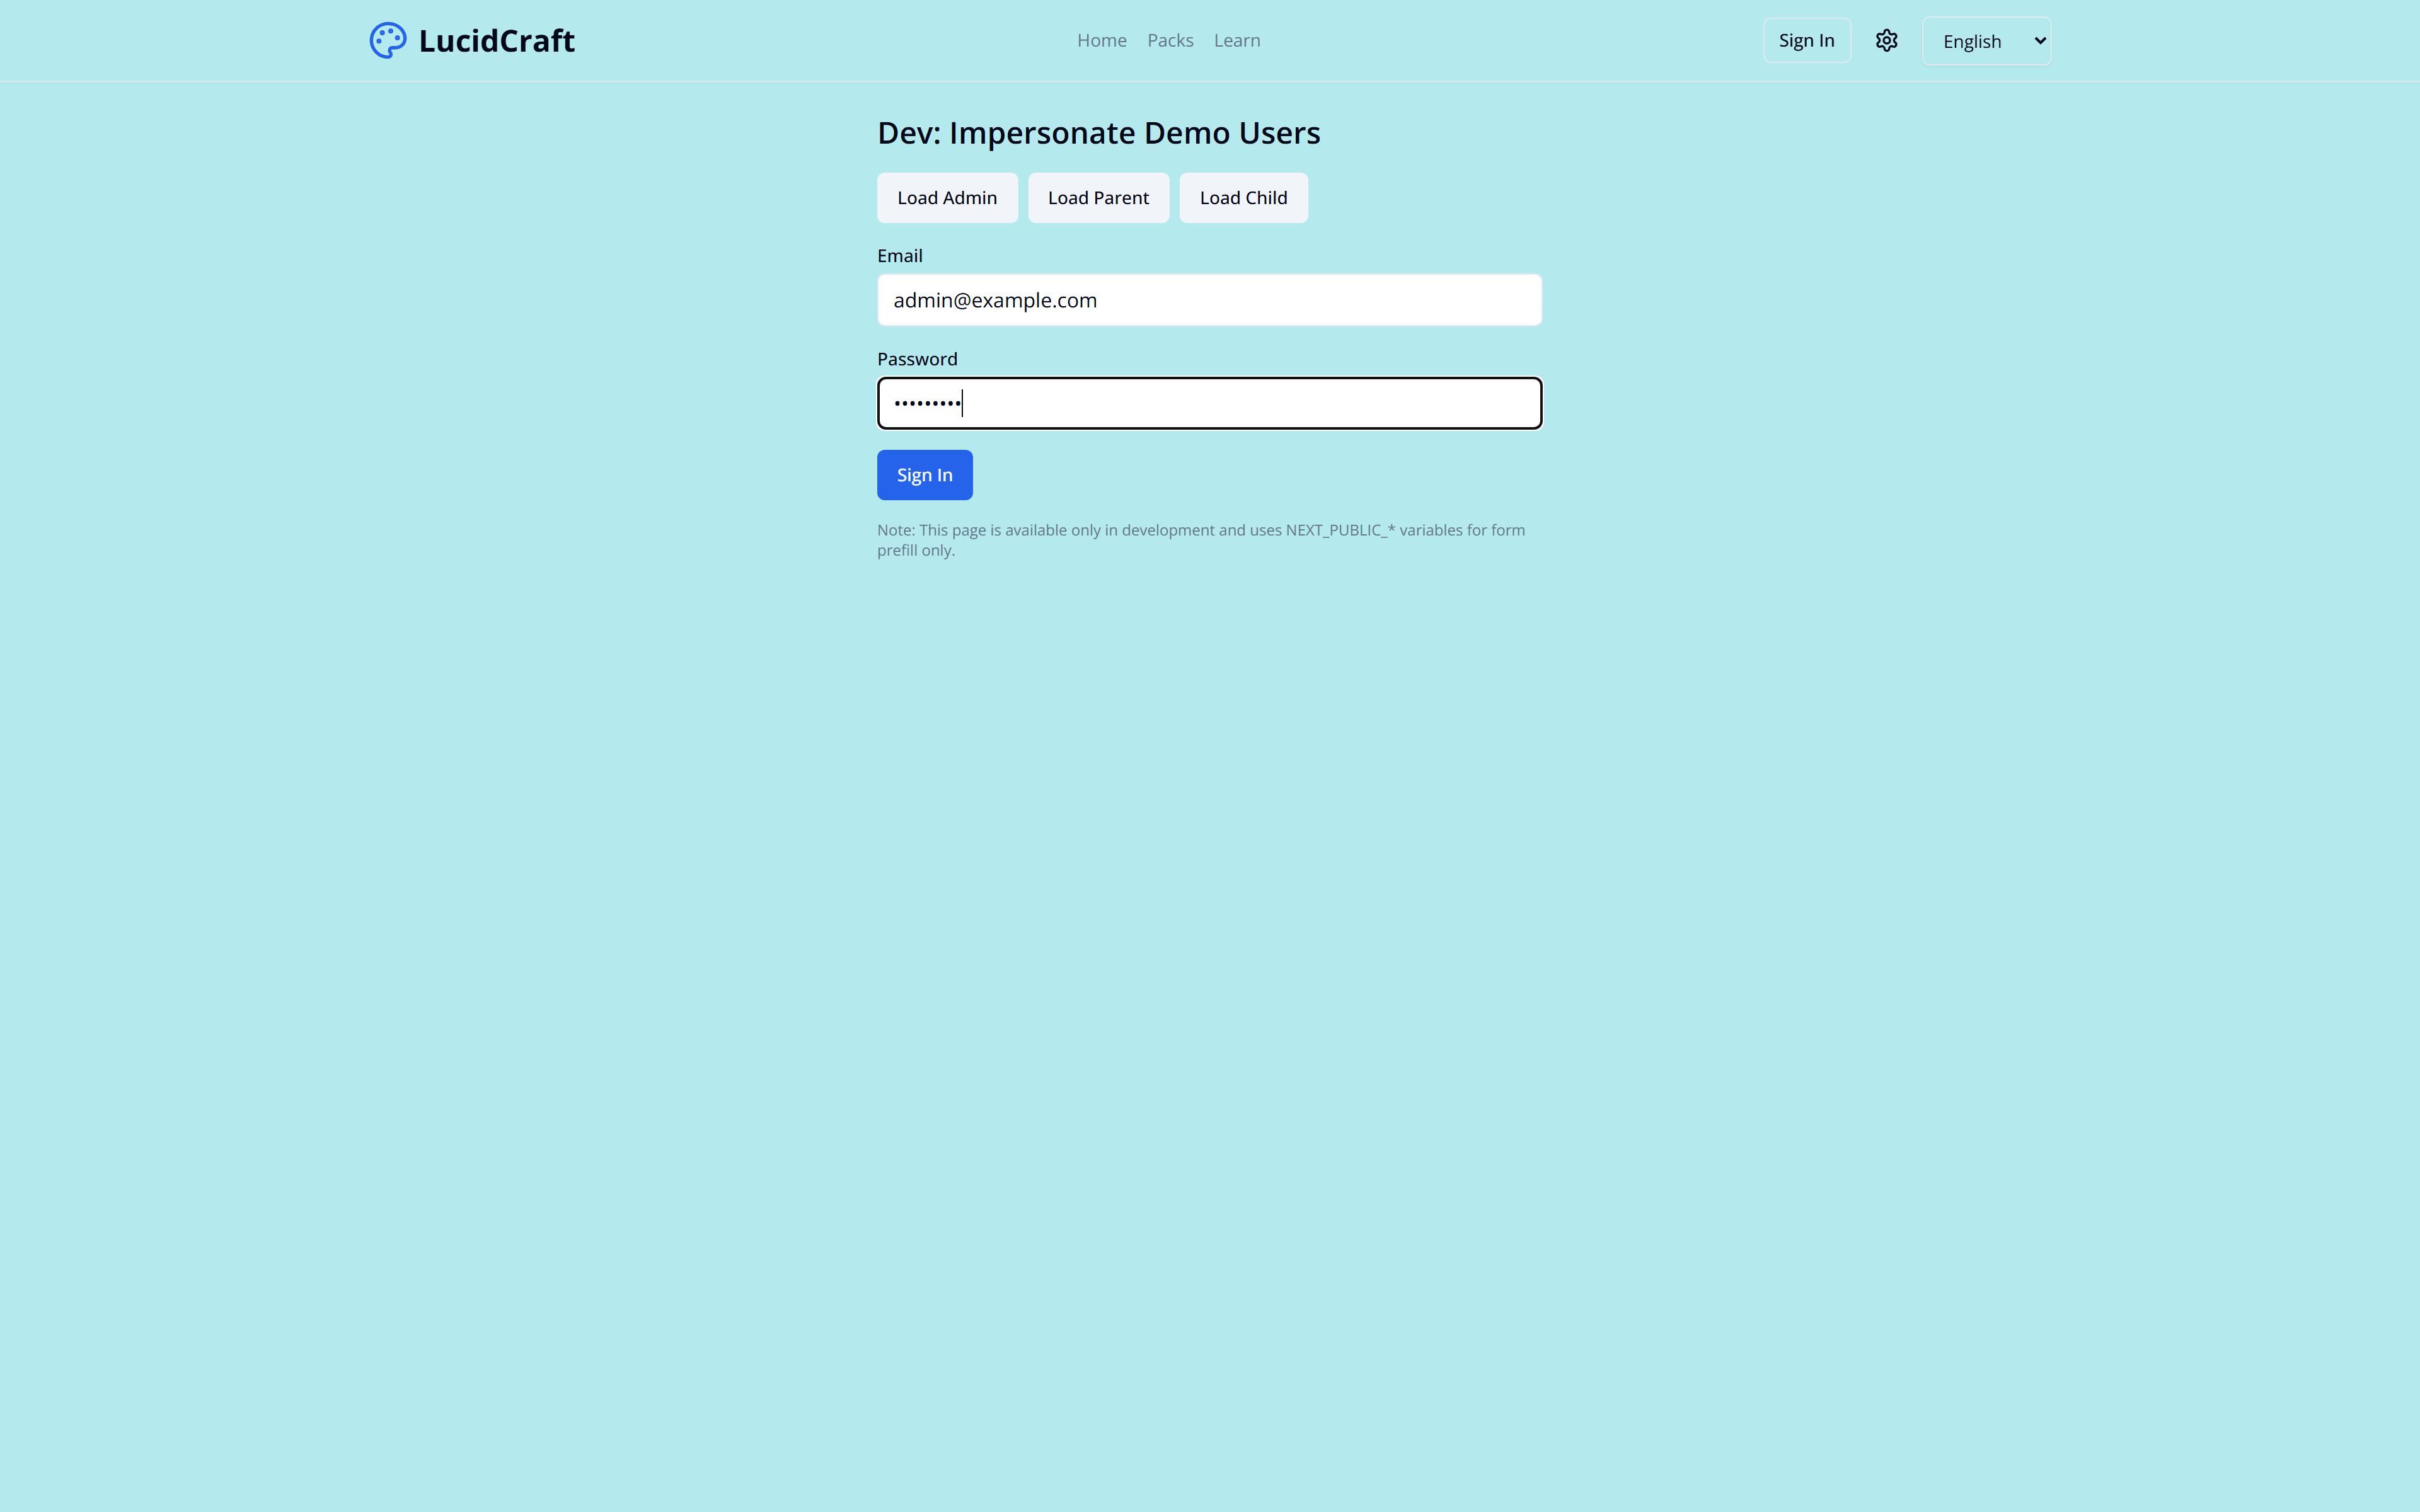 LucidCraft
Home Packs Learn
Sign In
English
Dev: Impersonate Demo Users
Load Admin Load Parent Load Child
Email
admin@example.com
Password
•••••••••
Sign In
Note: This page is available only in development and uses NEXT_PUBLIC_* variables for form
prefill only.